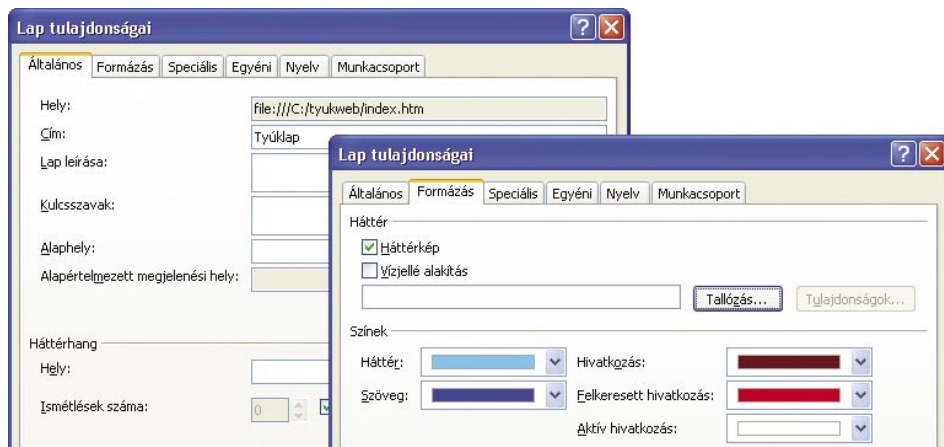 Lap tulajdonságai
Általános Formázás Speciális Egyéni Nyelv Munkacsoport
Hely: file:///C:/tyukweb/index.htm
Cím: Tyúklap
Lap leírása:
Kulcsszavak:
Alaphely:
Alapértelmezett megjelenési hely:
Háttérhang
Hely:
Ismétlések száma: 0
Lap tulajdonságai
Általános Formázás Speciális Egyéni Nyelv Munkacsoport
Háttér
Háttérkép
Vízjellé alakítás
Tallózás... Tulajdonságok...
Színek
Háttér: Hivatkozás:
Szöveg: Felkeresett hivatkozás:
Aktív hivatkozás: